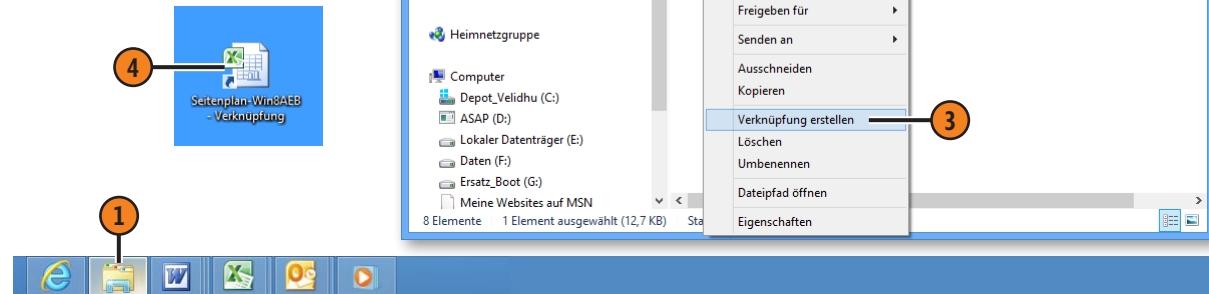 4
Seitenplan-Win8AEB
- Verknüpfung
Heimnetzgruppe
Computer
Depot_Velidhu (C:)
ASAP (D:)
Lokaler Datenträger (E:)
Daten (F:)
Ersatz_Boot (G:)
Meine Websites auf MSN
8 Elemente 1 Element ausgewählt (12,7 KB) Sta
Freigeben für
Senden an
Ausschneiden
Kopieren
Verknüpfung erstellen
3
Löschen
Umbenennen
Dateipfad öffnen
Eigenschaften
1